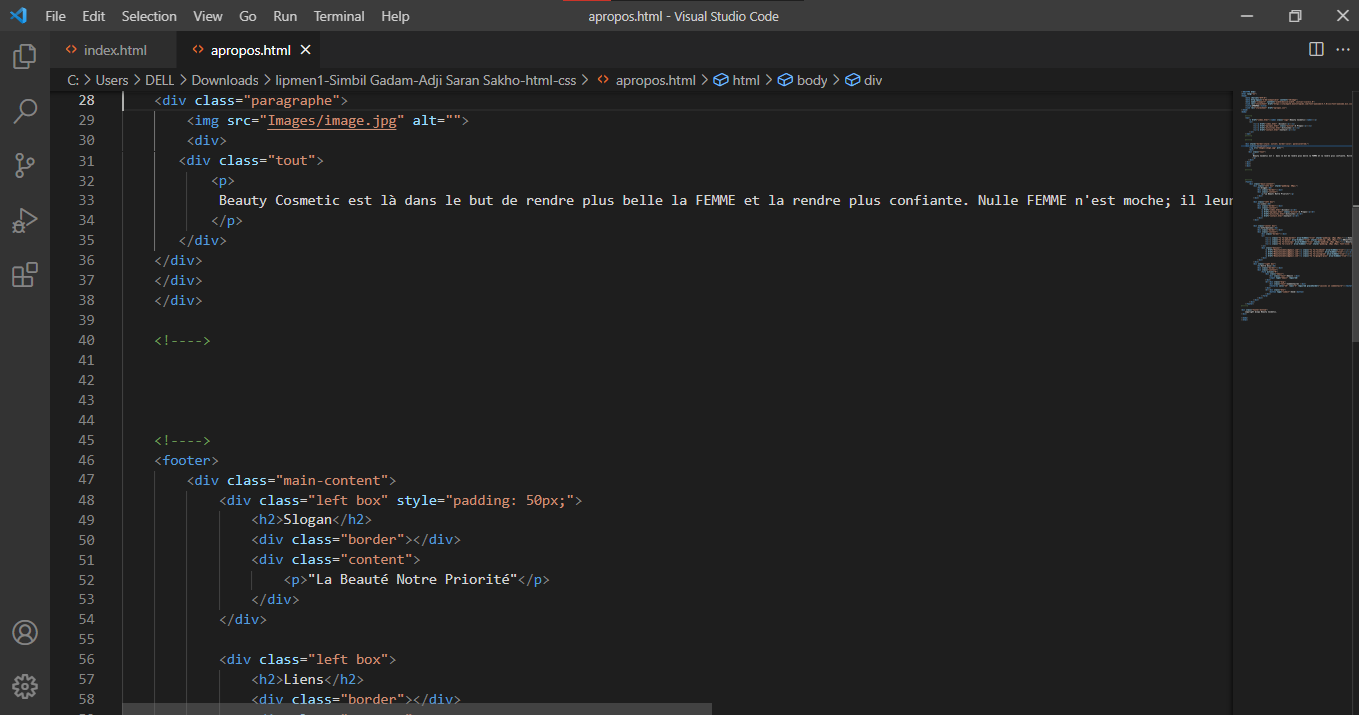 File Edit Selection View Go Run Terminal Help
apropos.html - Visual Studio Code
index.html apropos.html
C: > Users > DELL > Downloads > lipmen1-Simbil Gadam-Adji Saran Sakho-html-css > apropos.html > html > body > div
28 <div class="paragraphe">
29 <img src="Images/image.jpg" alt="">
30 <div>
31 <div class="tout">
32 <p>
33 Beauty Cosmetic est là dans le but de rendre plus belle la FEMME et la rendre plus confiante. Nulle FEMME n'est moche; il leur
34 </p>
35 </div>
36 </div>
37 </div>
38 </div>
39
40 <!---->
41
42
43
44
45 <!---->
46 <footer>
47 <div class="main-content">
48 <div class="left box" style="padding: 50px;">
49 <h2>Slogan</h2>
50 <div class="border"></div>
51 <div class="content">
52 <p>"La Beauté Notre Priorité"</p>
53 </div>
54 </div>
55
56 <div class="left box">
57 <h2>Liens</h2>
58 <div class="border"></div>